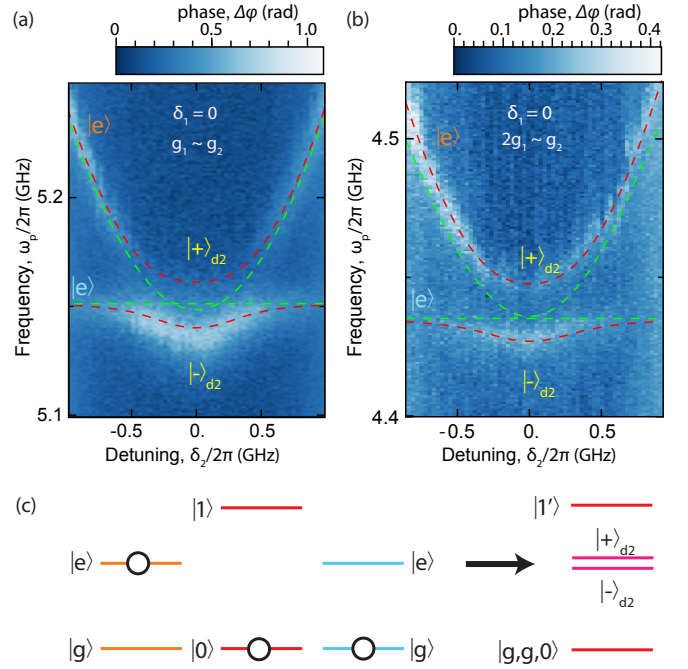 (a)
phase, Δφ (rad)
0
0.5
1.0
Frequency, ωₚ/2π (GHz)
5.2
5.1
|e⟩
δ₁ = 0
g₁ ~ g₂
|+⟩d2
|e⟩
|-⟩d2
-0.5
0.
0.5
Detuning, δ₂/2π (GHz)
(b)
phase, Δφ (rad)
0.
0.1
0.2
0.3
0.4
Frequency, ωₚ/2π (GHz)
4.5
4.4
|e⟩
δ₁ = 0
2g₁ ~ g₂
|+⟩d2
|e⟩
|-⟩d2
-0.5
0.
0.5
Detuning, δ₂/2π (GHz)
(c)
|1⟩
|1'⟩
|e⟩
|e⟩
|+⟩d2
|-⟩d2
|g⟩
|0⟩
|g⟩
|g,g,0⟩